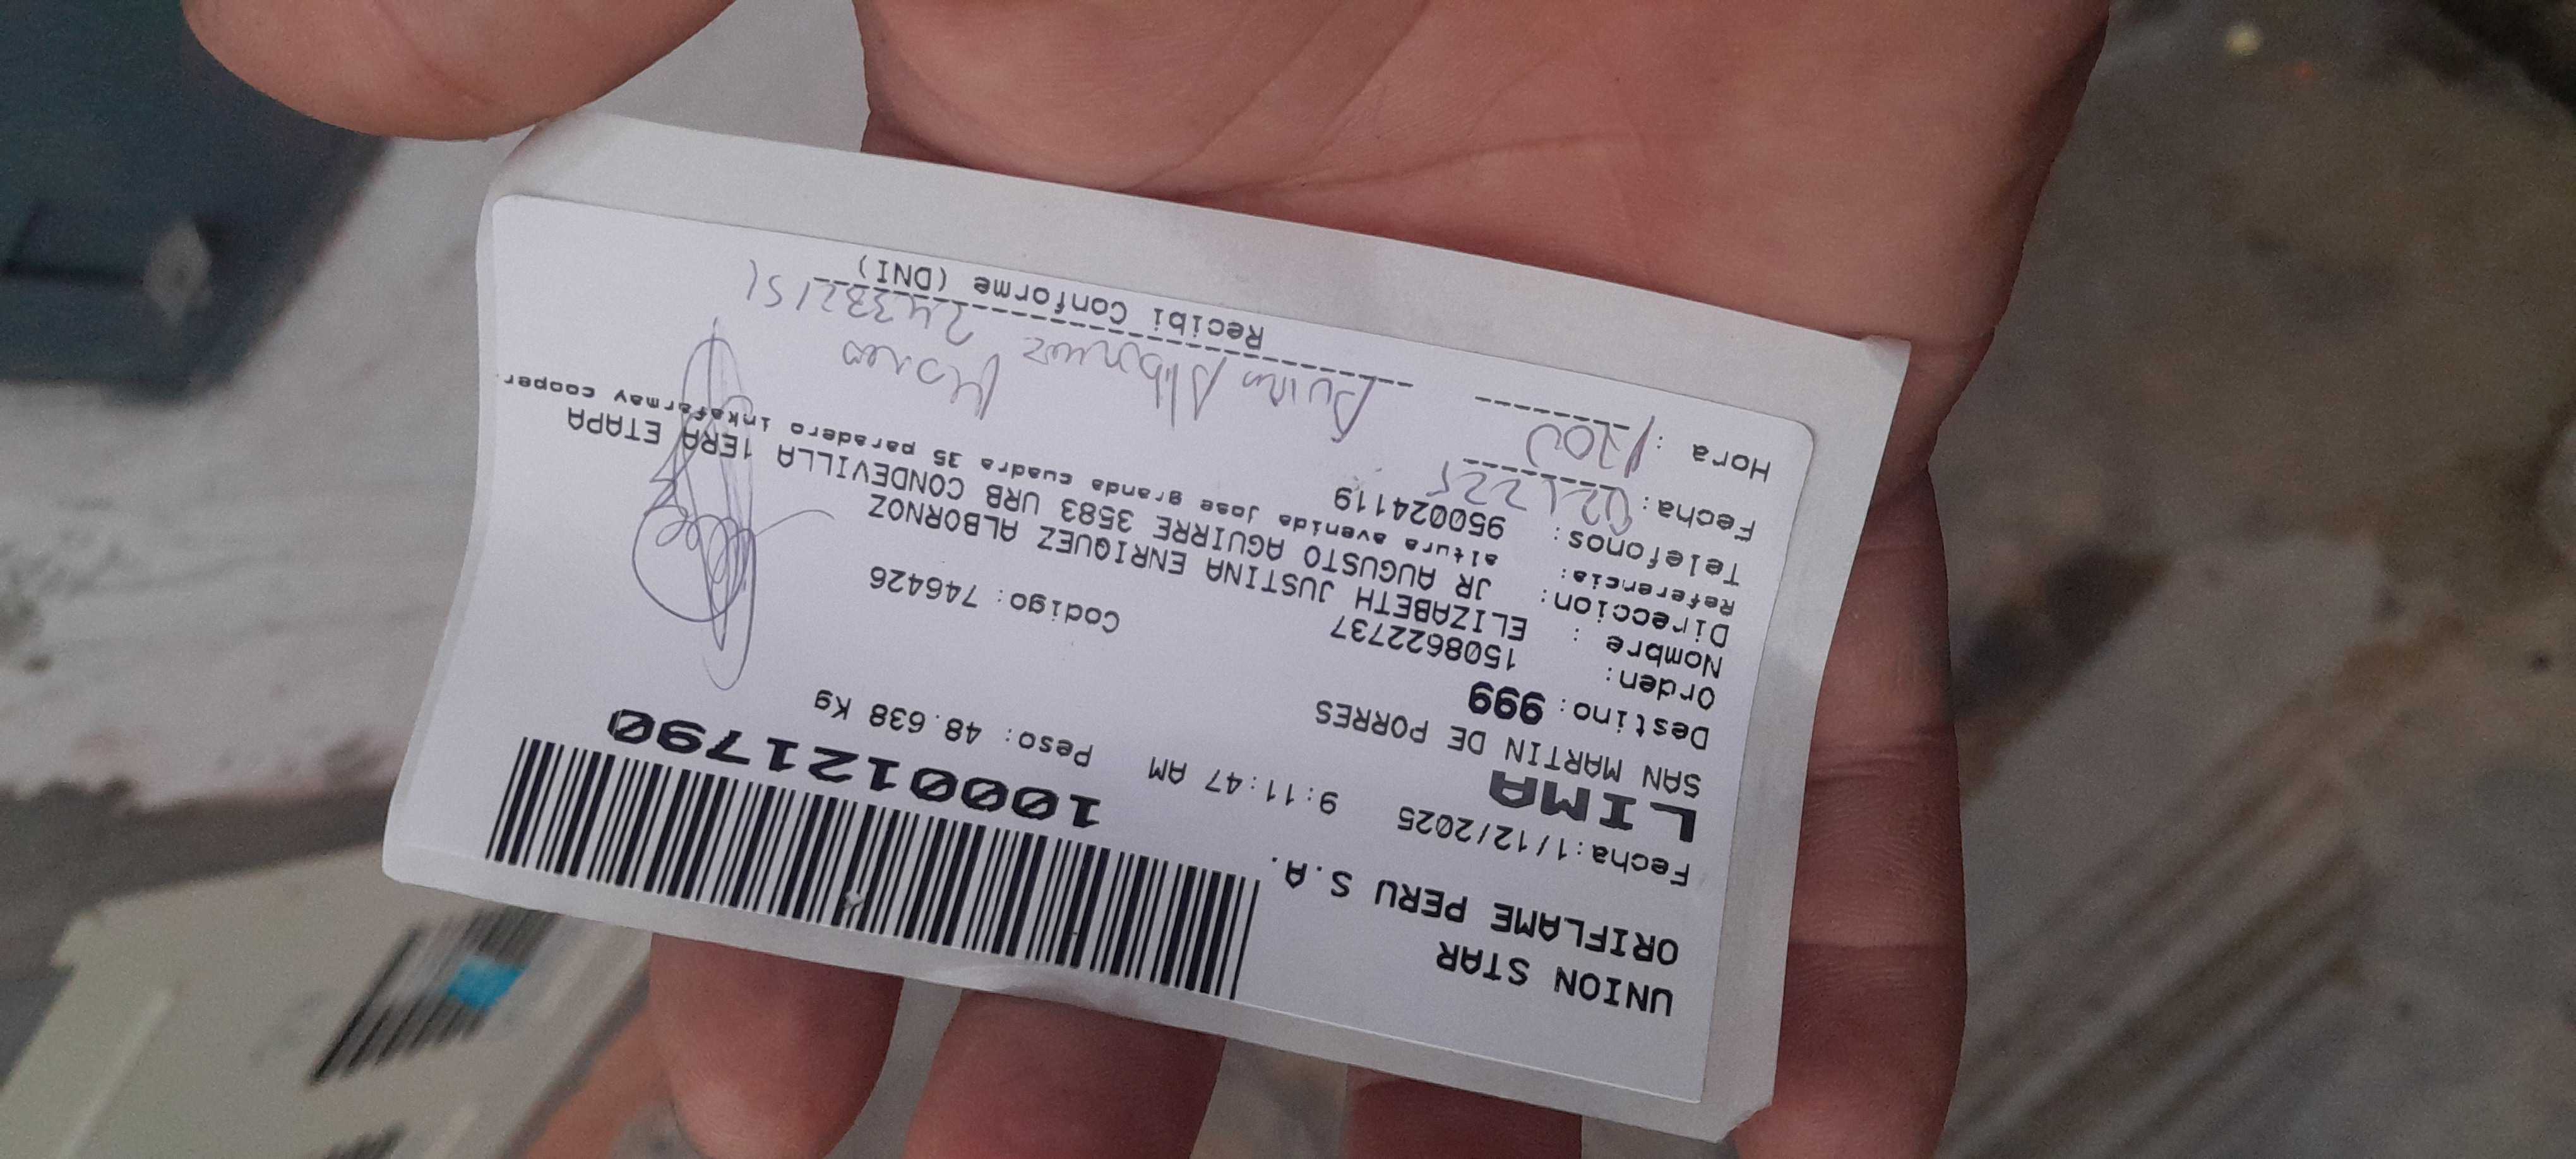 UNION STAR
ORIFLAME PERU S.A.
Fecha:1/12/2025 9:11:47 AM Peso: 48.638 Kg
1000121790
LIMA
SAN MARTIN DE PORRES
Destino: 999
Orden: 1508622737 Codigo: 746426
Nombre : ELIZABETH JUSTINA ENRIQUEZ ALBORNOZ
Direccion: JR AUGUSTO AGUIRRE 3583 URB CONDEVILLA 1ERA ETAPA
Referencia: altura avenida jose granda cuadra 35 paradero inkafarmay cooper
Telefonos: 950024119
Fecha:
Hora :
Albornoz
Recibi Conforme (DNI)